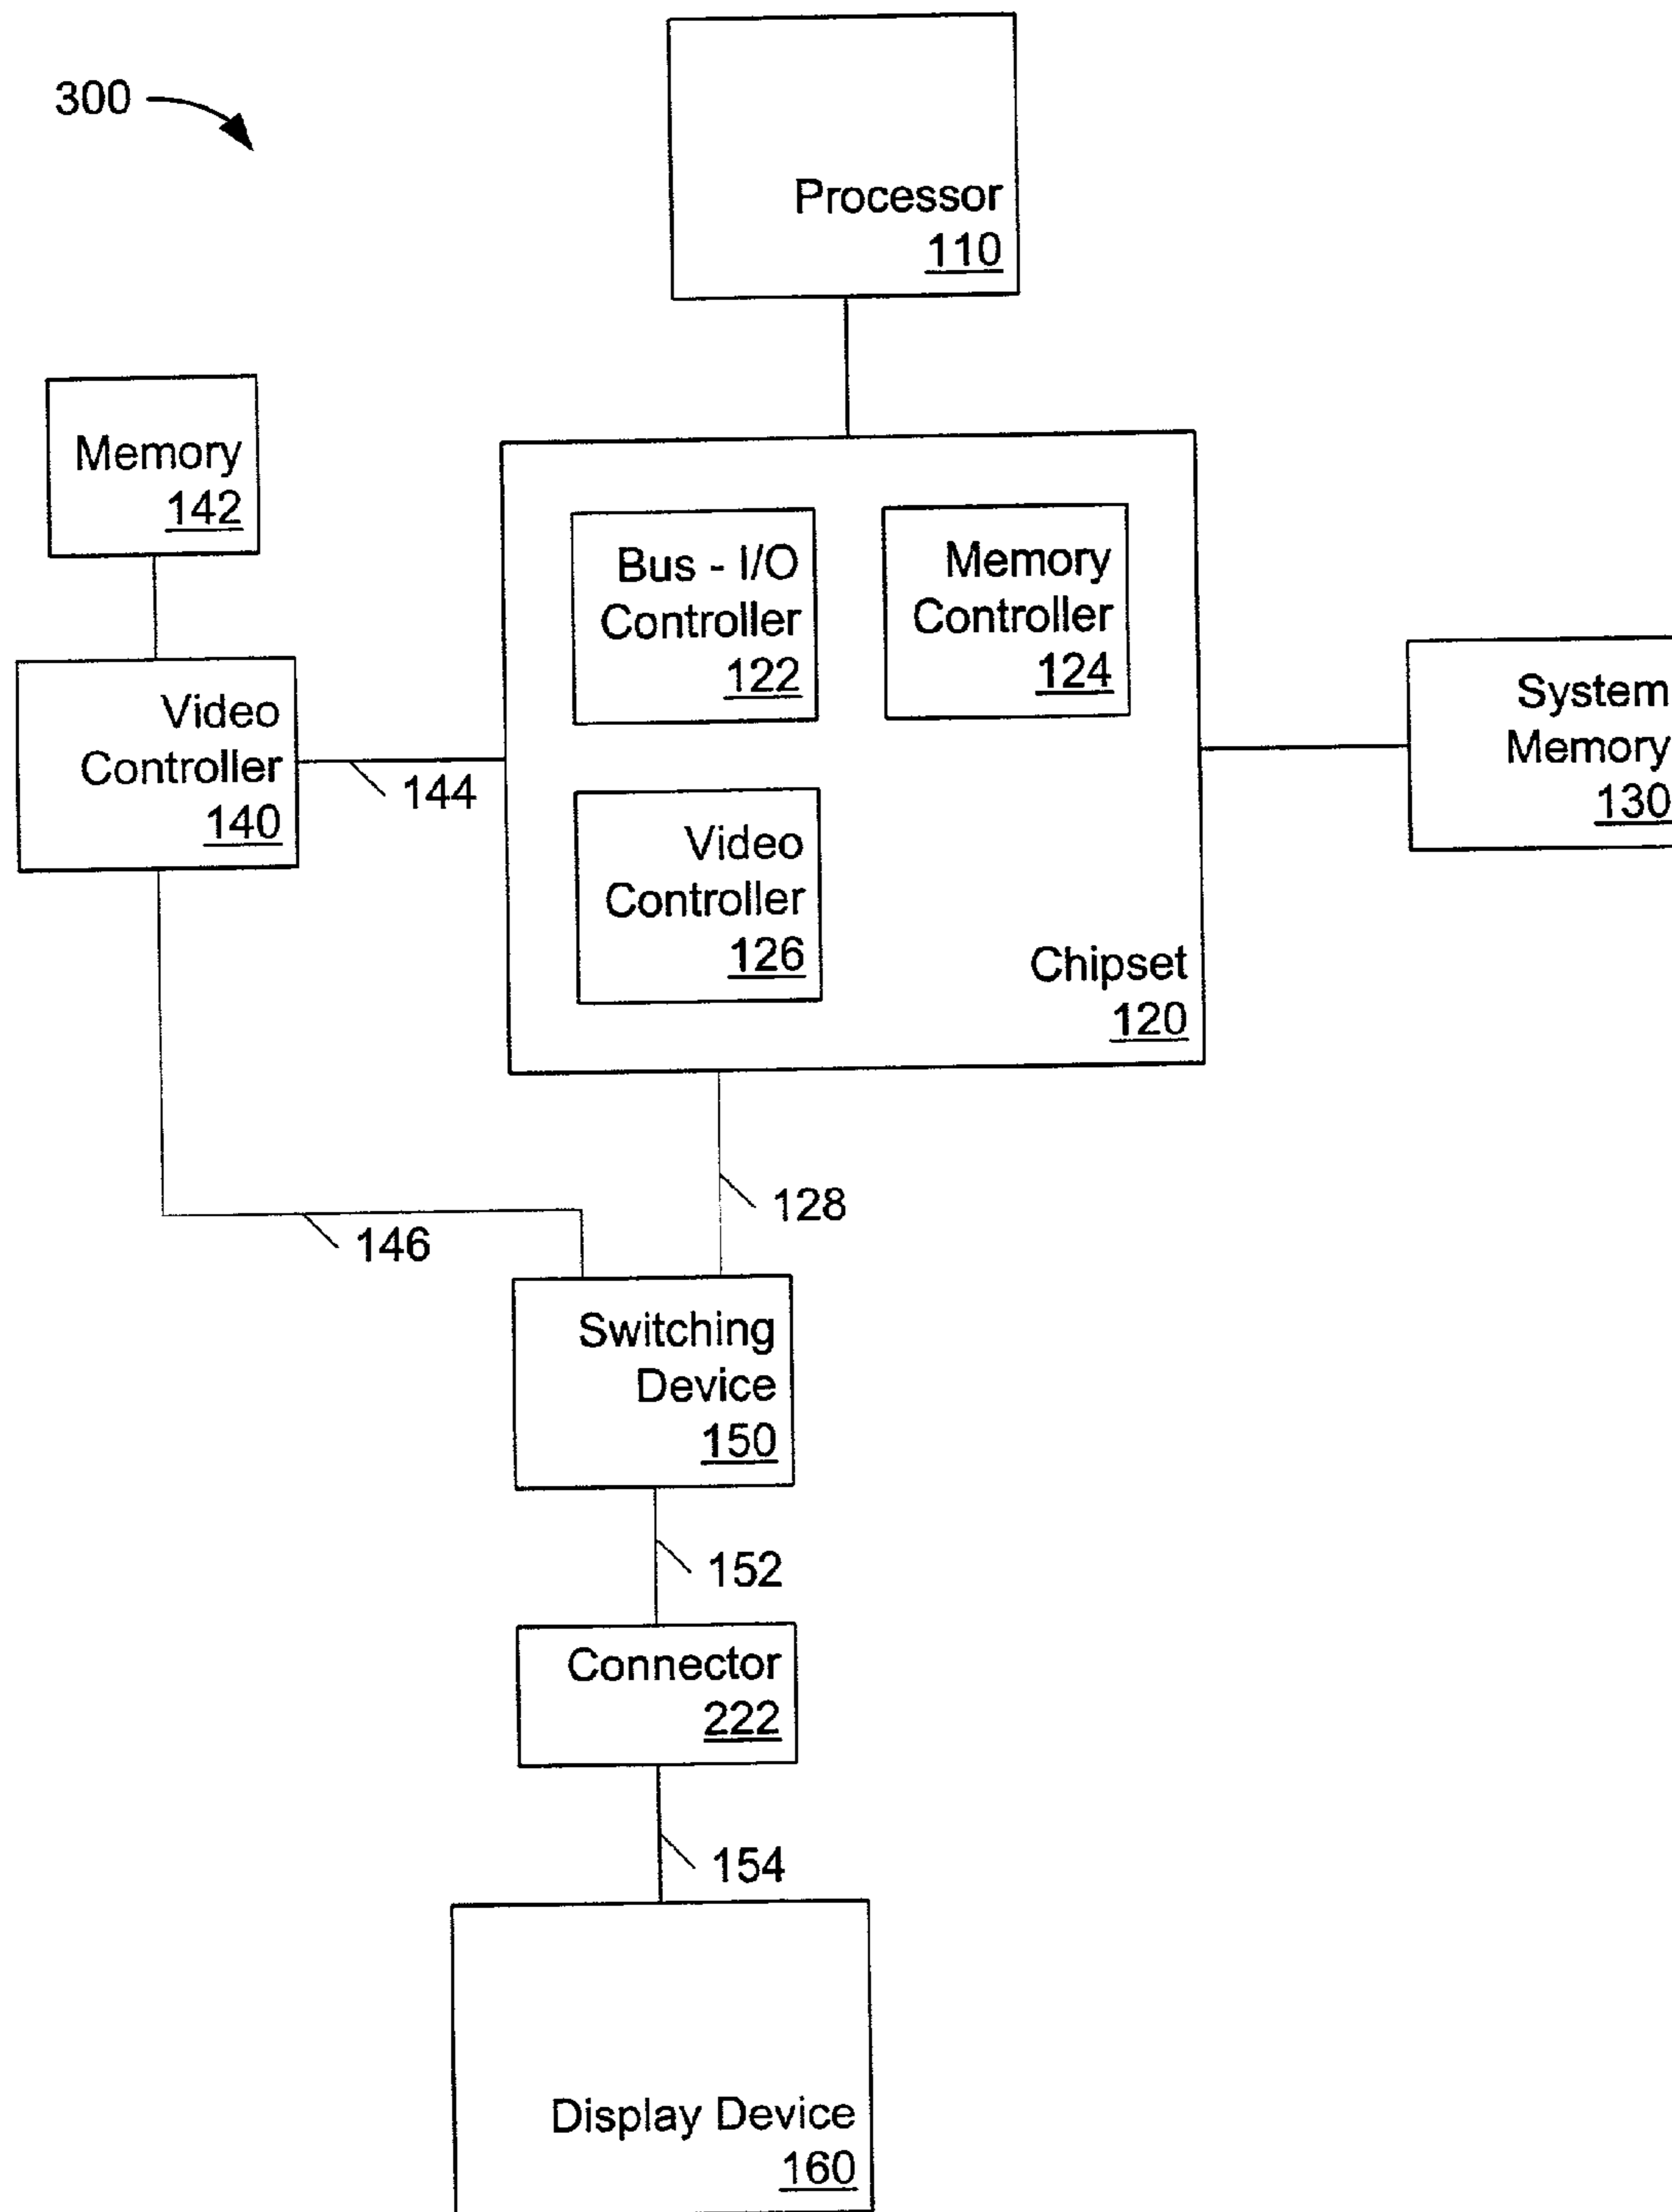 300
Processor
110
Memory
142
Bus - I/O
Controller
122
Memory
Controller
124
Video
Controller
140
144
System
Memory
130
Video
Controller
126
Chipset
120
128
146
Switching
Device
150
152
Connector
222
154
Display Device
160